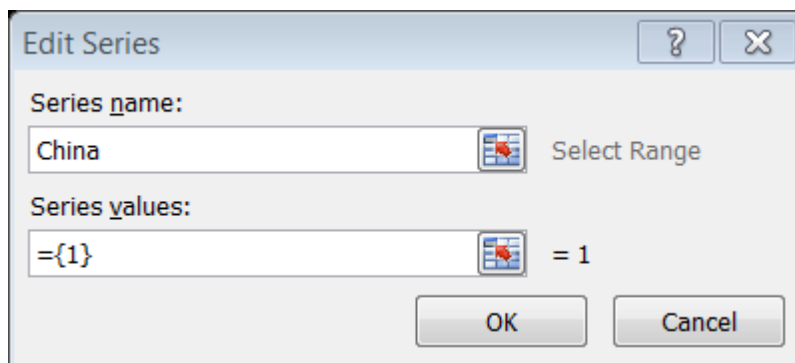 Edit Series
Series name:
China
Select Range
Series values:
={1}
= 1
OK
Cancel